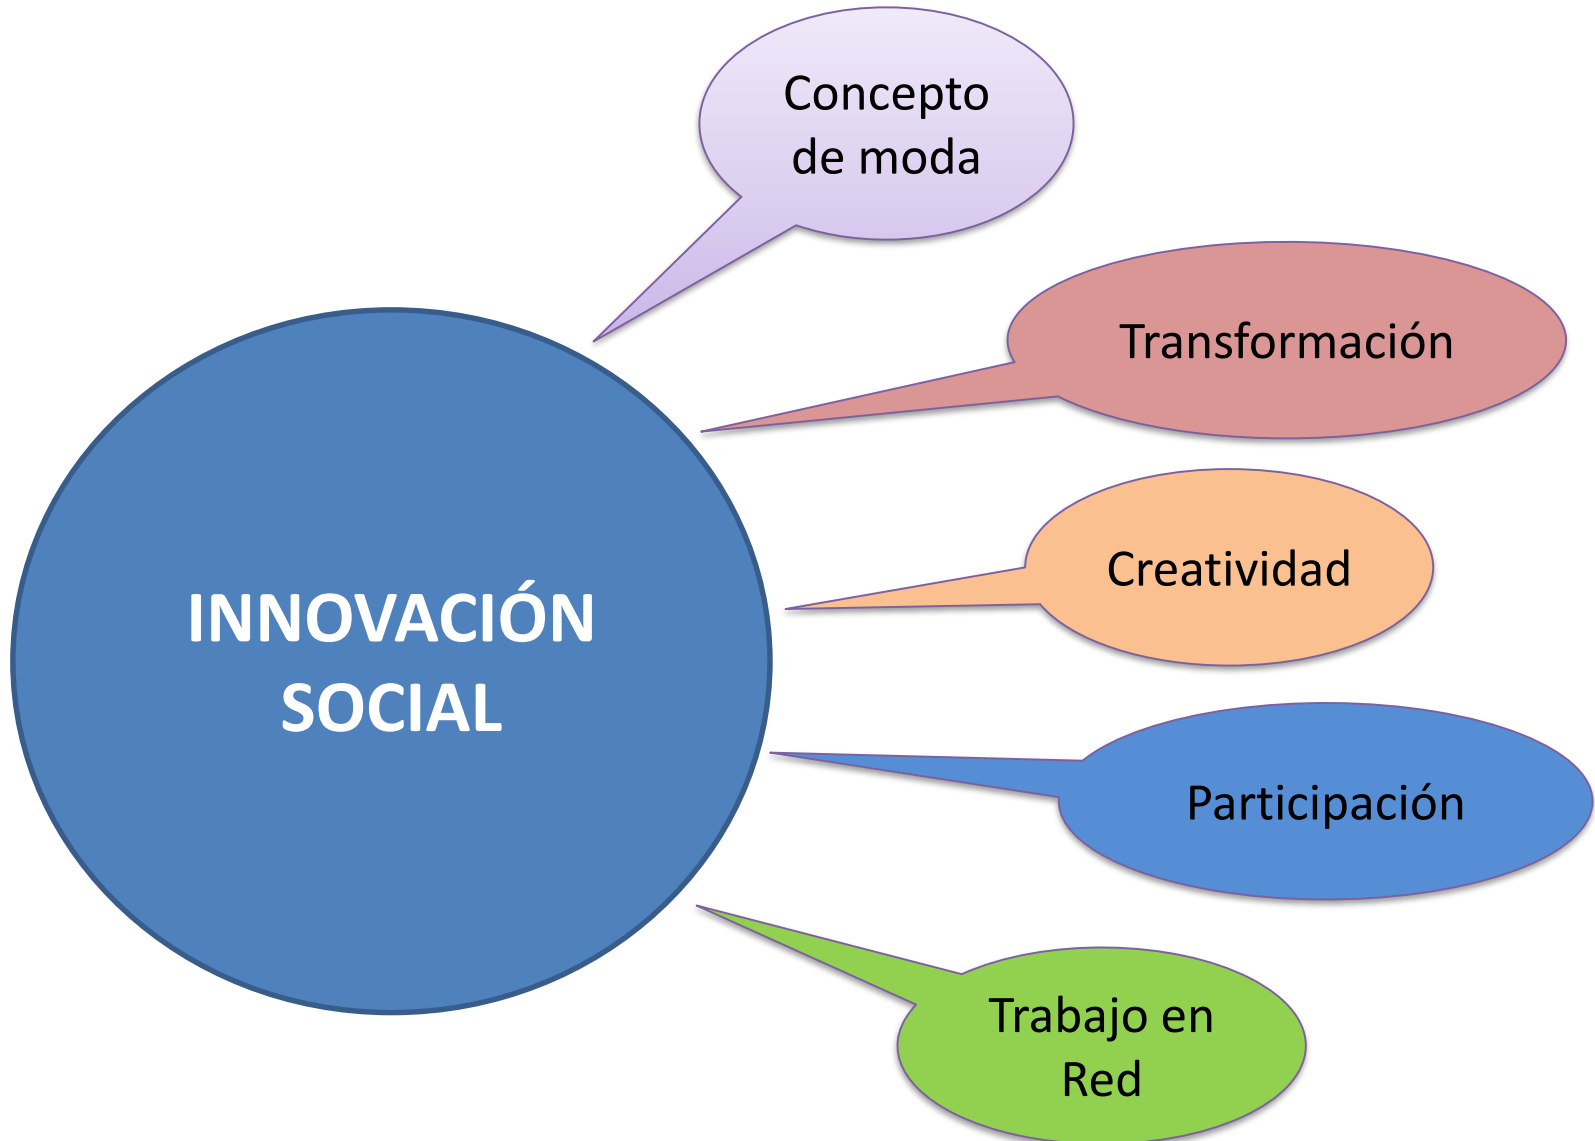 Concepto
de moda
Transformación
Creatividad
INNOVACIÓN
SOCIAL
Participación
Trabajo en
Red